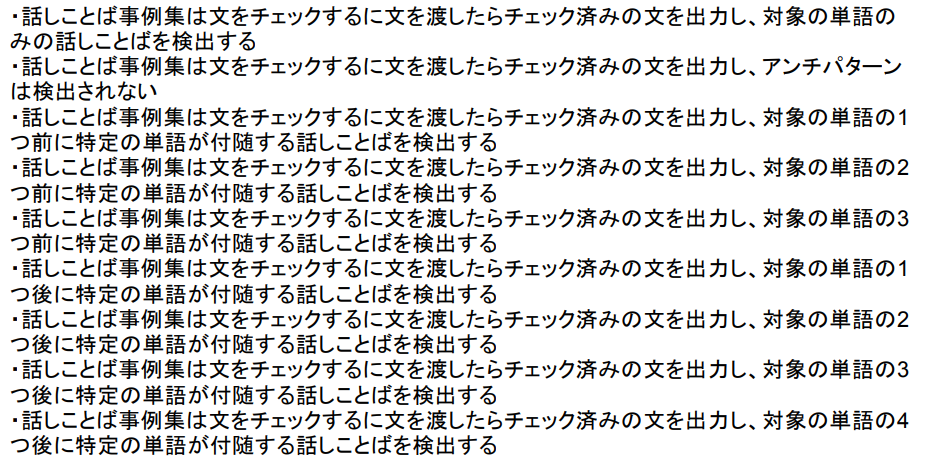 ・話しことば事例集は文をチェックするに文を渡したらチェック済みの文を出力し、対象の単語の
みの話しことばを検出する
・話しことば事例集は文をチェックするに文を渡したらチェック済みの文を出力し、アンチパターン
は検出されない
・話しことば事例集は文をチェックするに文を渡したらチェック済みの文を出力し、対象の単語の1
つ前に特定の単語が付随する話しことばを検出する
・話しことば事例集は文をチェックするに文を渡したらチェック済みの文を出力し、対象の単語の2
つ前に特定の単語が付随する話しことばを検出する
・話しことば事例集は文をチェックするに文を渡したらチェック済みの文を出力し、対象の単語の3
つ前に特定の単語が付随する話しことばを検出する
・話しことば事例集は文をチェックするに文を渡したらチェック済みの文を出力し、対象の単語の1
つ後に特定の単語が付随する話しことばを検出する
・話しことば事例集は文をチェックするに文を渡したらチェック済みの文を出力し、対象の単語の2
つ後に特定の単語が付随する話しことばを検出する
・話しことば事例集は文をチェックするに文を渡したらチェック済みの文を出力し、対象の単語の3
つ後に特定の単語が付随する話しことばを検出する
・話しことば事例集は文をチェックするに文を渡したらチェック済みの文を出力し、対象の単語の4
つ後に特定の単語が付随する話しことばを検出する